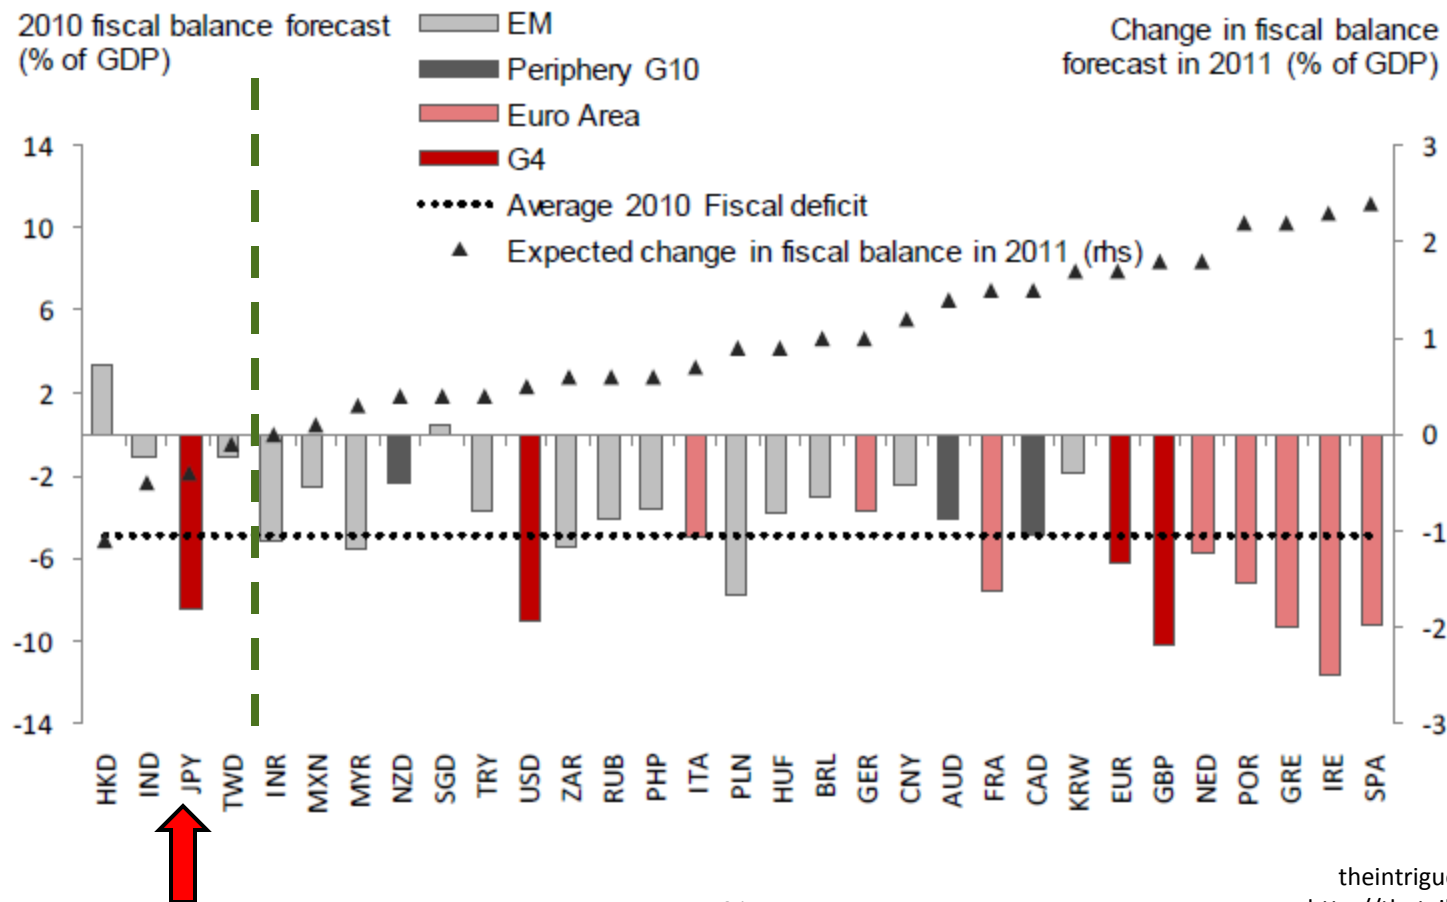 2010 fiscal balance forecast
(% of GDP)
EM
Periphery G10
Euro Area
G4
Average 2010 Fiscal deficit
Expected change in fiscal balance in 2011 (rhs)
Change in fiscal balance
forecast in 2011 (% of GDP)
14
10
6
2
-2
-6
-10
-14
3
2
1
0
-1
-2
-3
HKD
IND
JPY
TWD
INR
MXN
MYR
NZD
SGD
TRY
USD
ZAR
RUB
PHP
ITA
PLN
HUF
BRL
GER
CNY
AUD
FRA
CAD
KRW
EUR
GBP
NED
POR
GRE
IRE
SPA